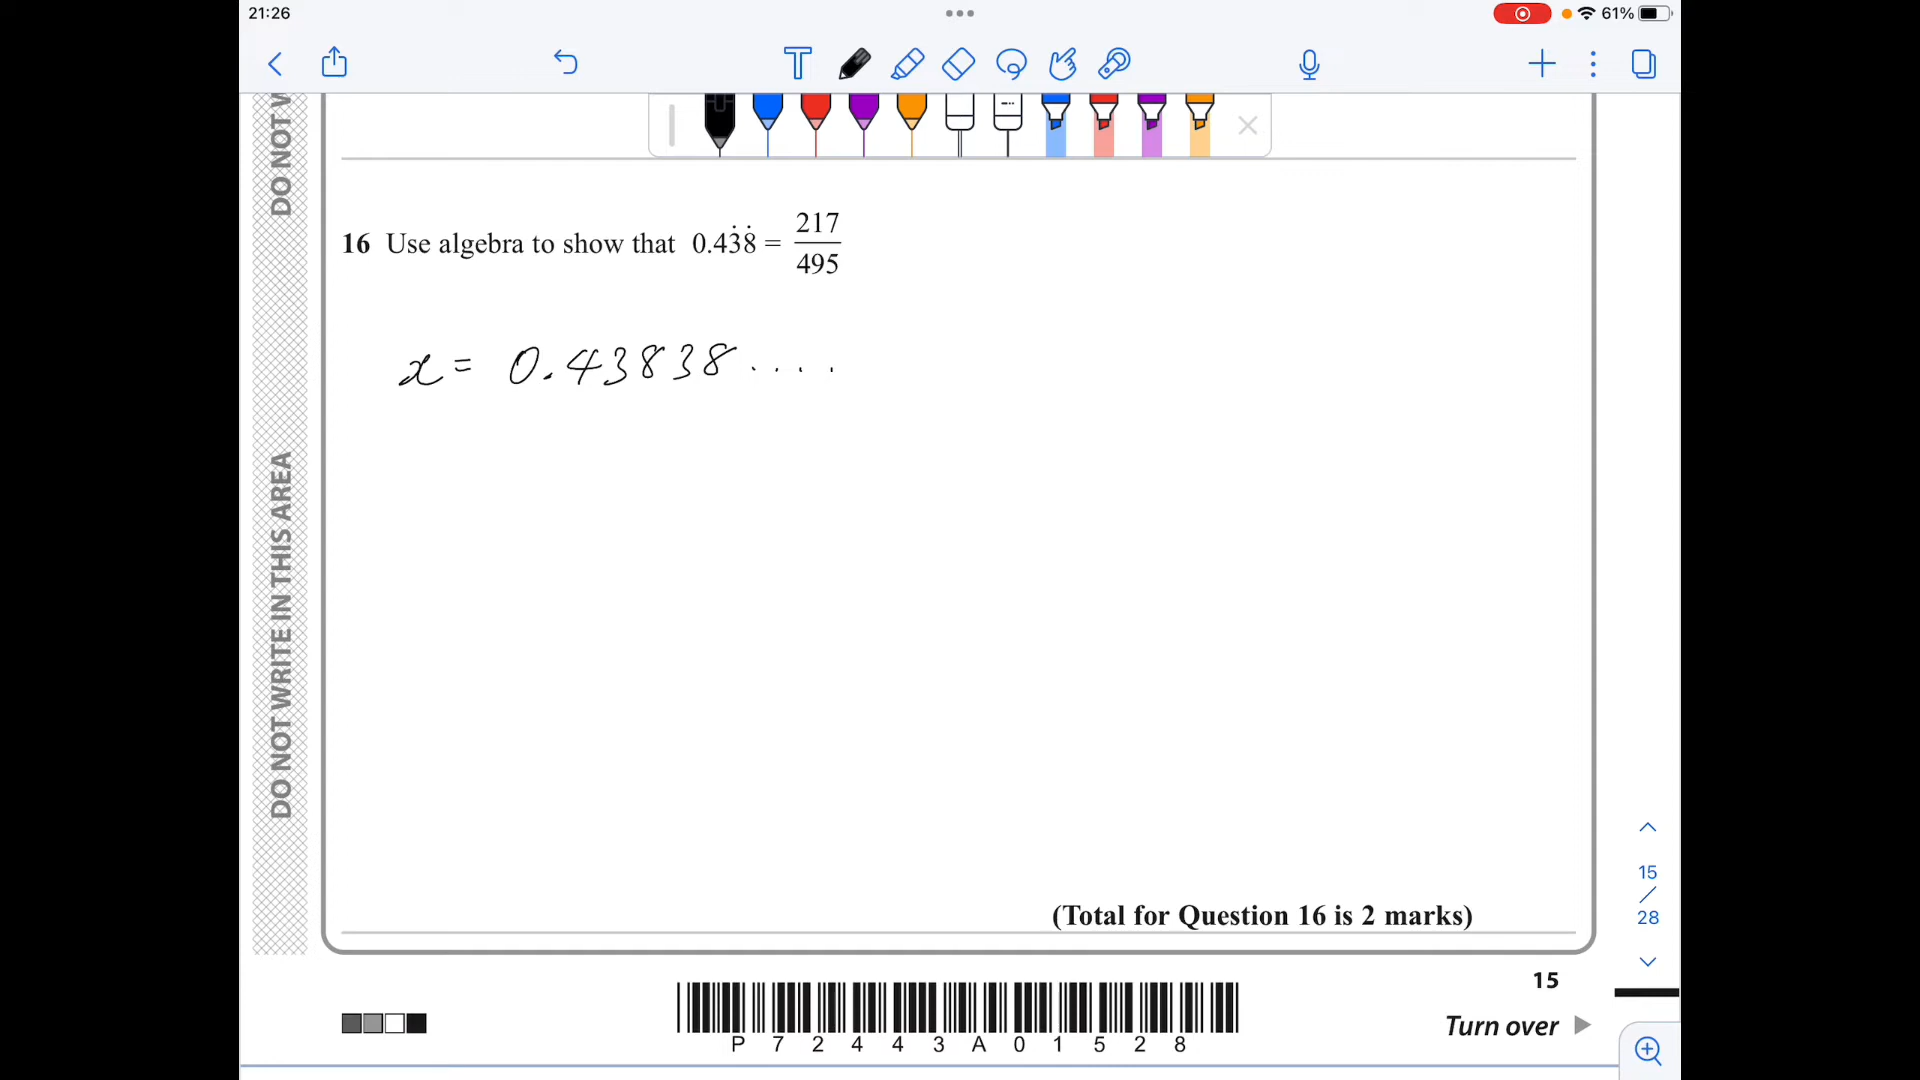 21:26
61%
DO NOT W
DO NOT WRITE IN THIS AREA
16 Use algebra to show that 0.43̇8̇ = 217/495
x = 0.43838.....
(Total for Question 16 is 2 marks)
15
28
15
Turn over
P 7 2 4 4 3 A 0 1 5 2 8